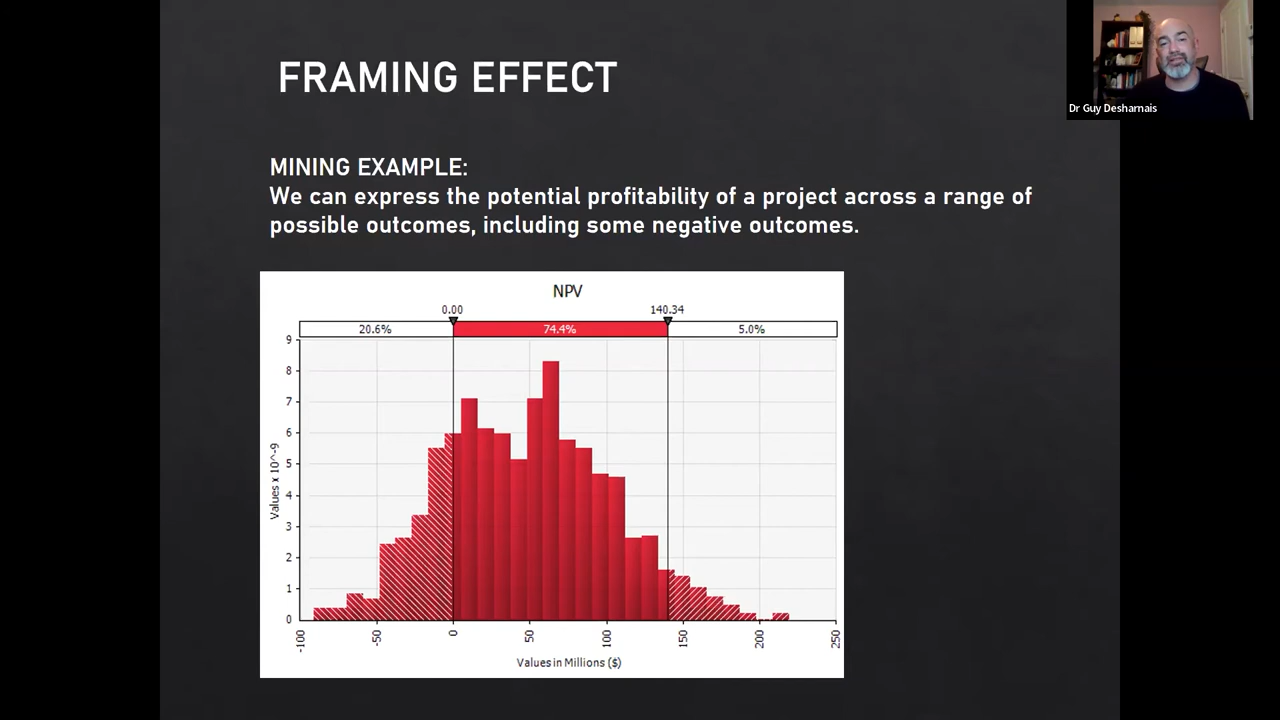 FRAMING EFFECT
Dr Guy Desharnais
MINING EXAMPLE:
We can express the potential profitability of a project across a range of
possible outcomes, including some negative outcomes.
NPV
0.00 140.34
20.6% 74.4% 5.0%
9
8
7
6
5
4
3
2
1
0
Values x 10^-9
-100 -50 0 50 100 150 200 250
Values in Millions ($)